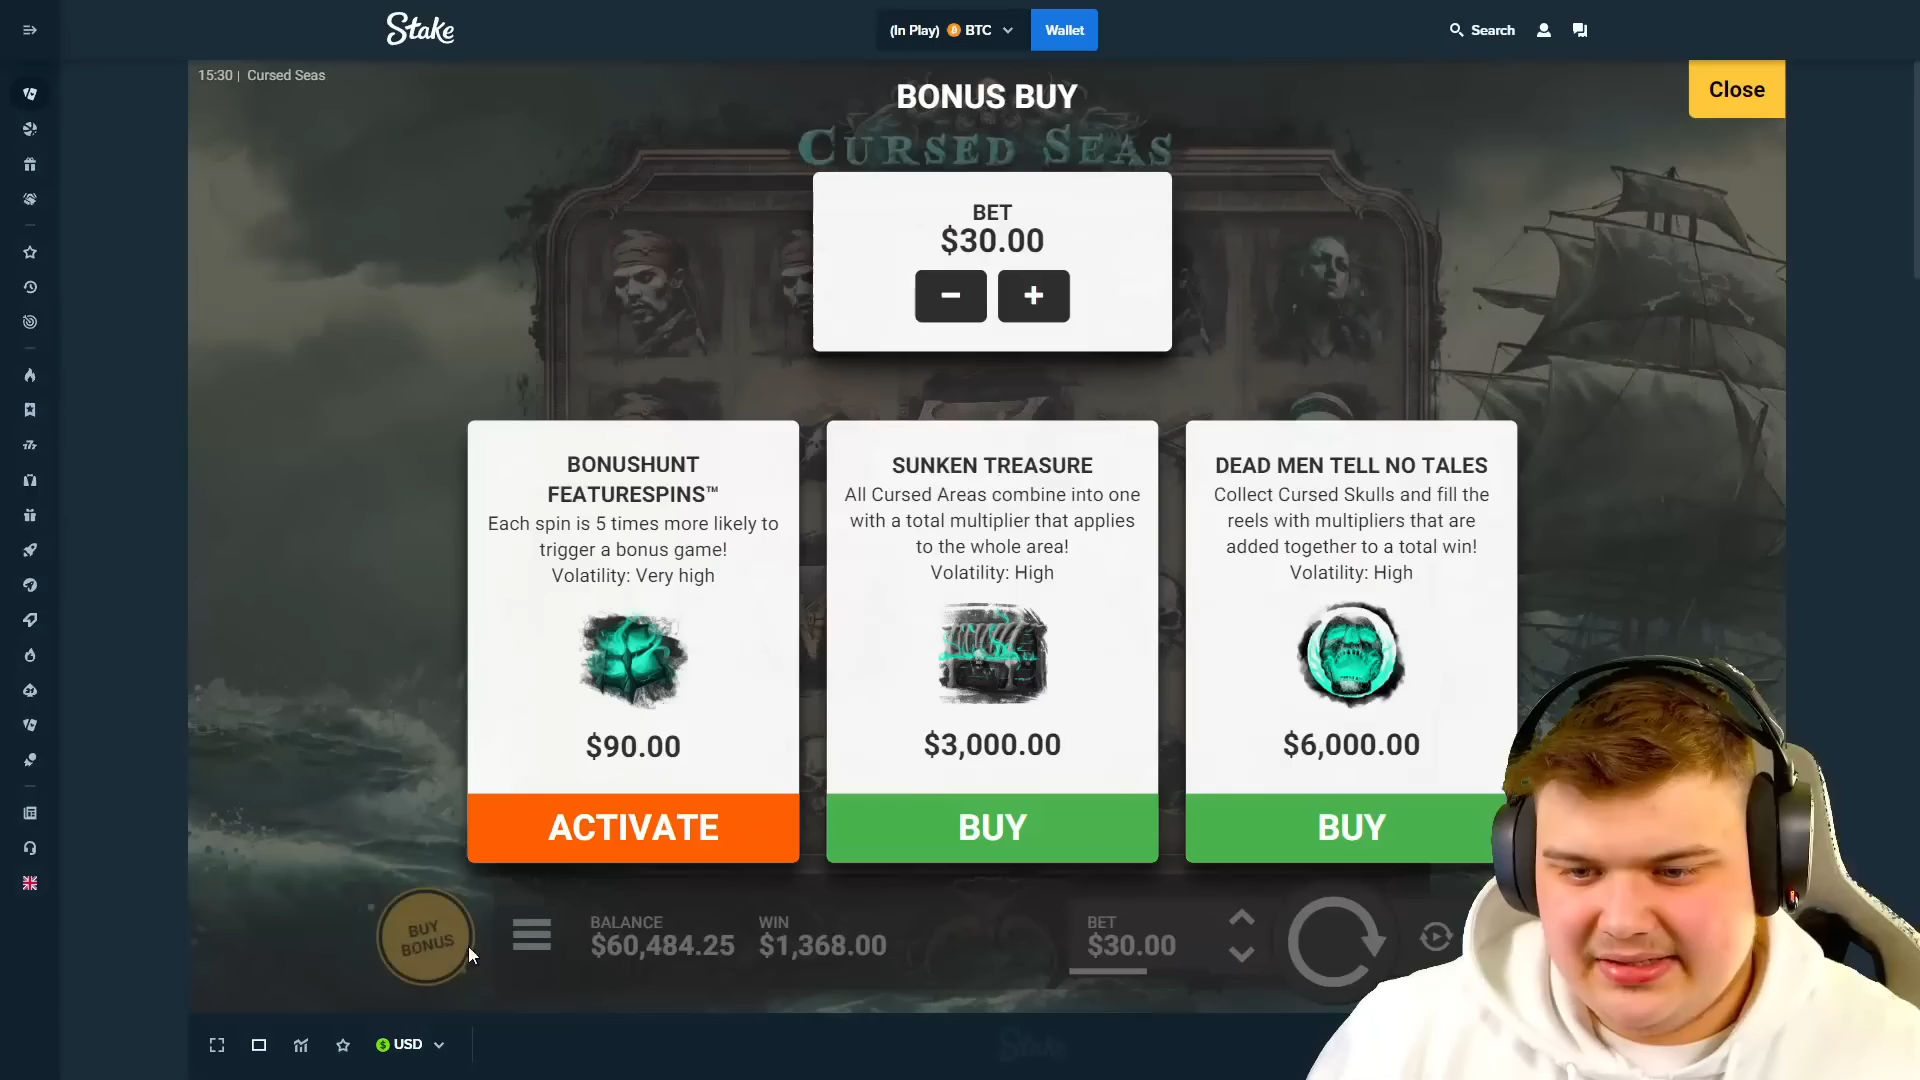 Stake
(In Play) BTC
Wallet
Search
15:30 | Cursed Seas
BONUS BUY
Close
CURSED SEAS
BET
$30.00
BONUSHUNT
FEATURESPINS™
Each spin is 5 times more likely to
trigger a bonus game!
Volatility: Very high
$90.00
ACTIVATE
SUNKEN TREASURE
All Cursed Areas combine into one
with a total multiplier that applies
to the whole area!
Volatility: High
$3,000.00
BUY
DEAD MEN TELL NO TALES
Collect Cursed Skulls and fill the
reels with multipliers that are
added together to a total win!
Volatility: High
$6,000.00
BUY
BUY
BONUS
BALANCE
$60,484.25
WIN
$1,368.00
BET
$30.00
USD
Stake